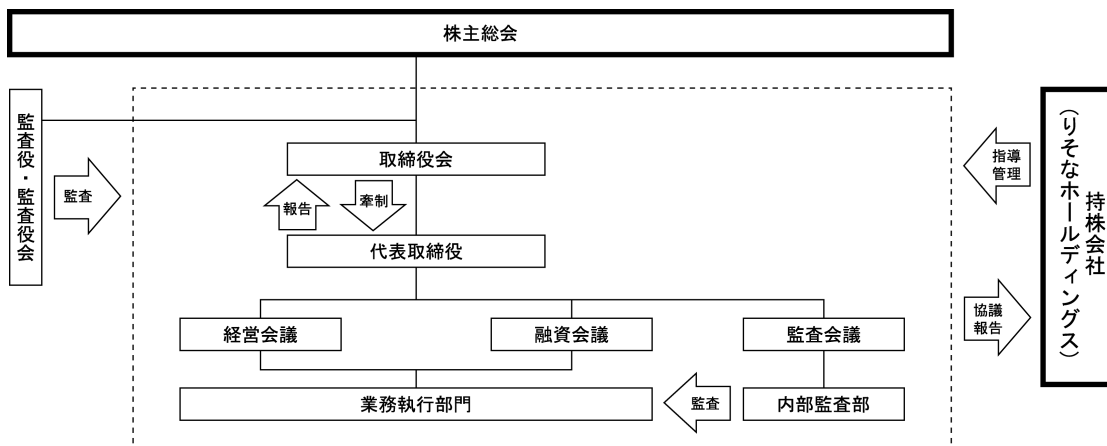 株主総会
監査役・監査役会
監査
取締役会
報告
牽制
代表取締役
経営会議
融資会議
監査会議
業務執行部門
監査
内部監査部
指導
管理
協議
報告
持株会社
（りそなホールディングス）